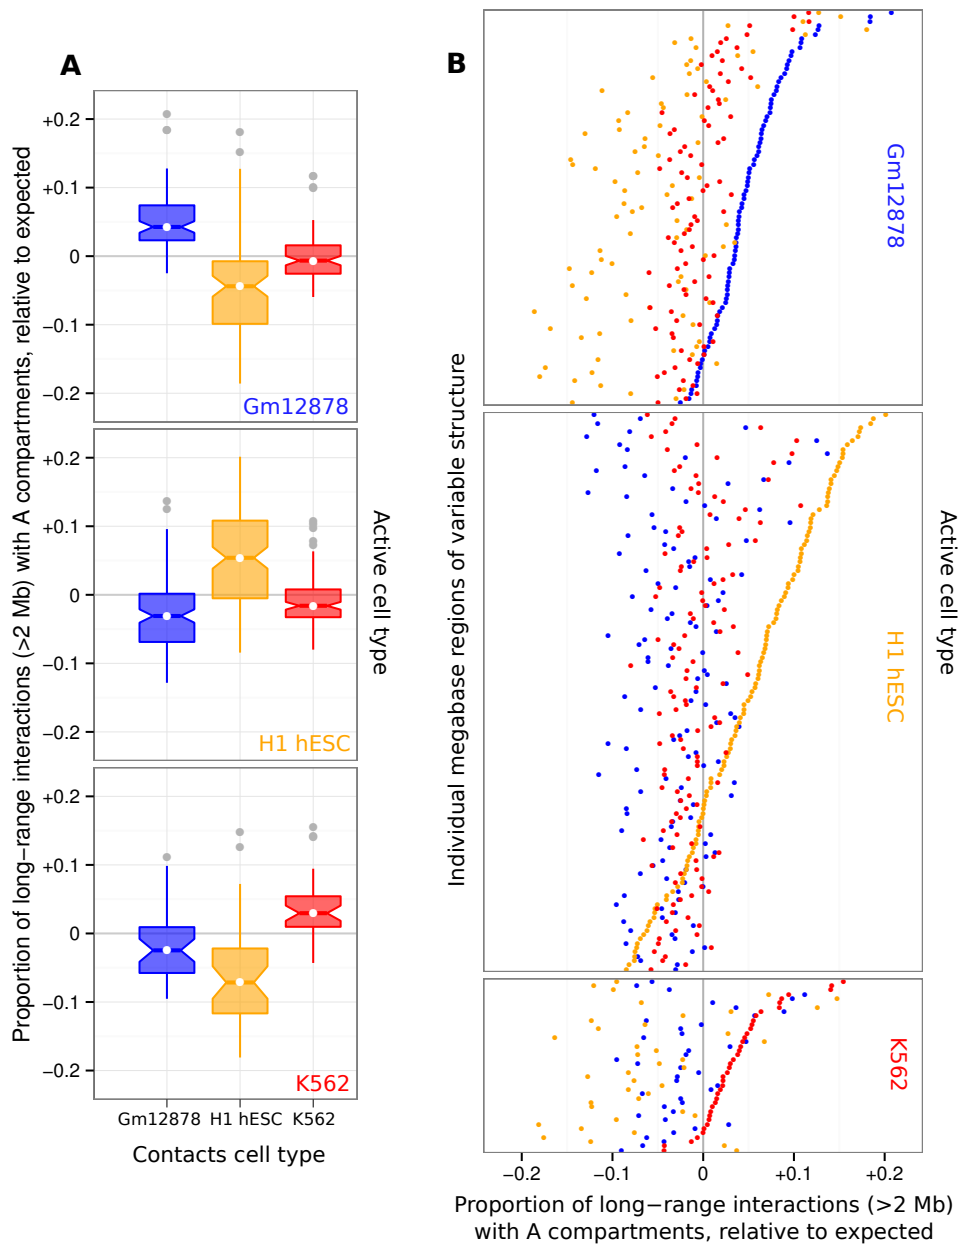 A
Proportion of long−range interactions (>2 Mb) with A compartments, relative to expected
+0.2
+0.1
0
−0.1
−0.2
Gm12878
+0.2
+0.1
0
−0.1
−0.2
H1 hESC
+0.2
+0.1
0
−0.1
−0.2
K562
Gm12878 H1 hESC K562
Contacts cell type
Active cell type
B
Individual megabase regions of variable structure
Gm12878
H1 hESC
K562
Active cell type
−0.2 −0.1 0 +0.1 +0.2
Proportion of long−range interactions (>2 Mb)
with A compartments, relative to expected